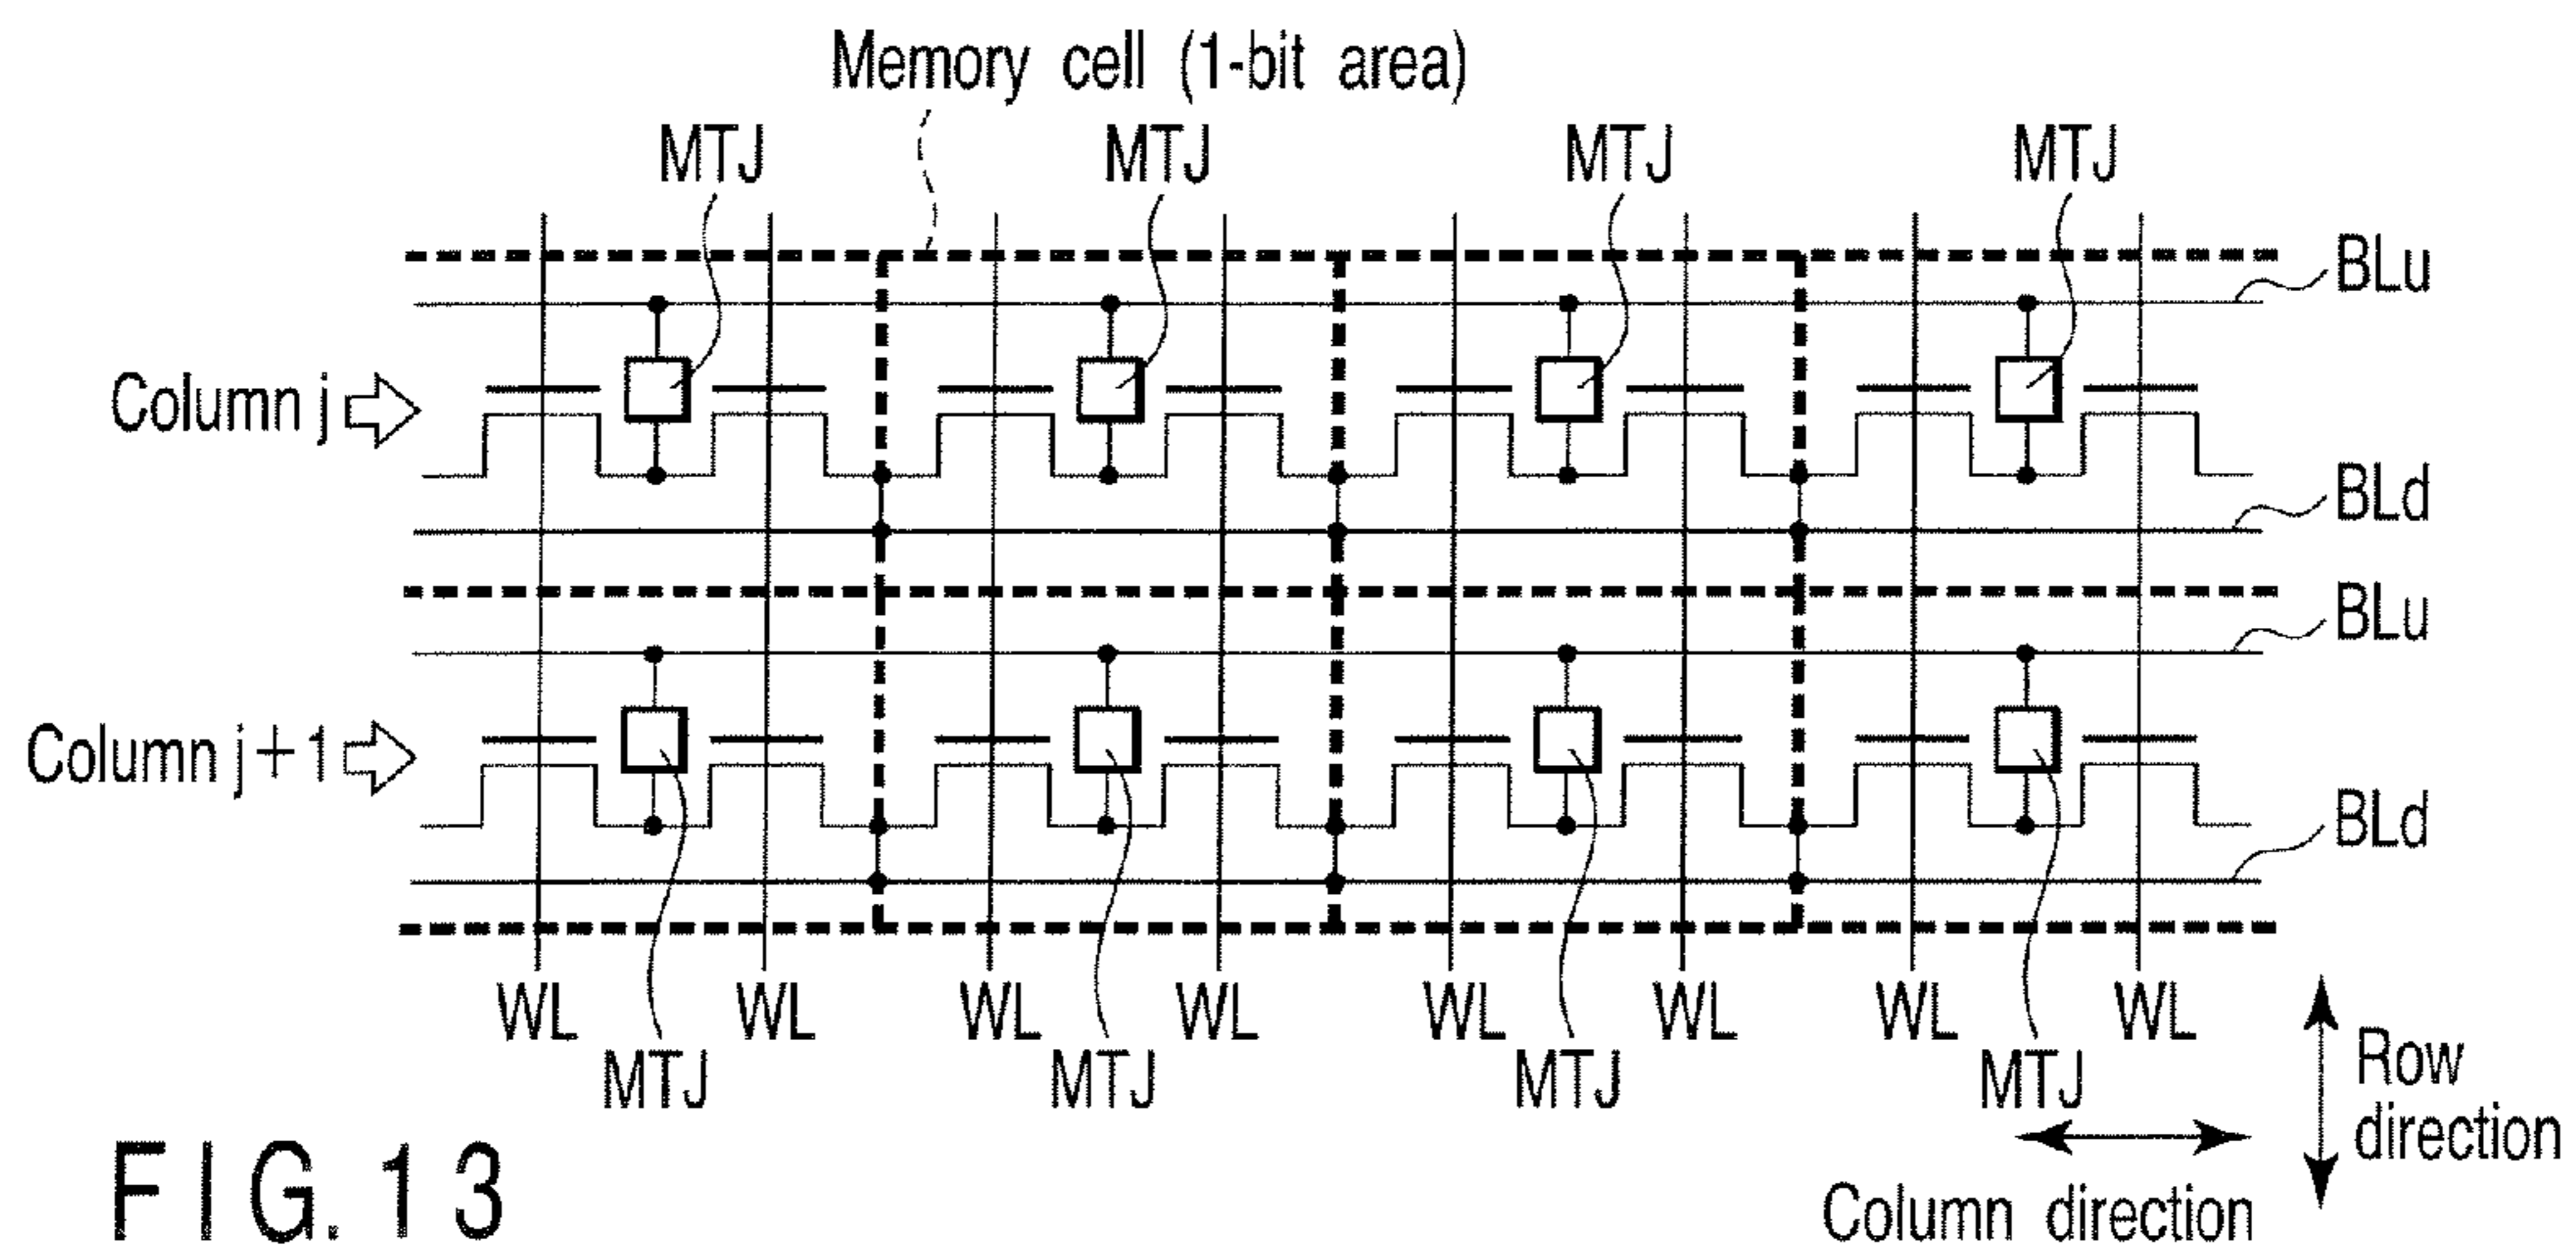 Memory cell (1-bit area)
MTJ MTJ MTJ MTJ
BLu
Column j
BLd
BLu
Column j+1
BLd
WL WL WL WL WL WL WL WL
MTJ MTJ MTJ MTJ
Row
direction
Column direction
FIG. 13